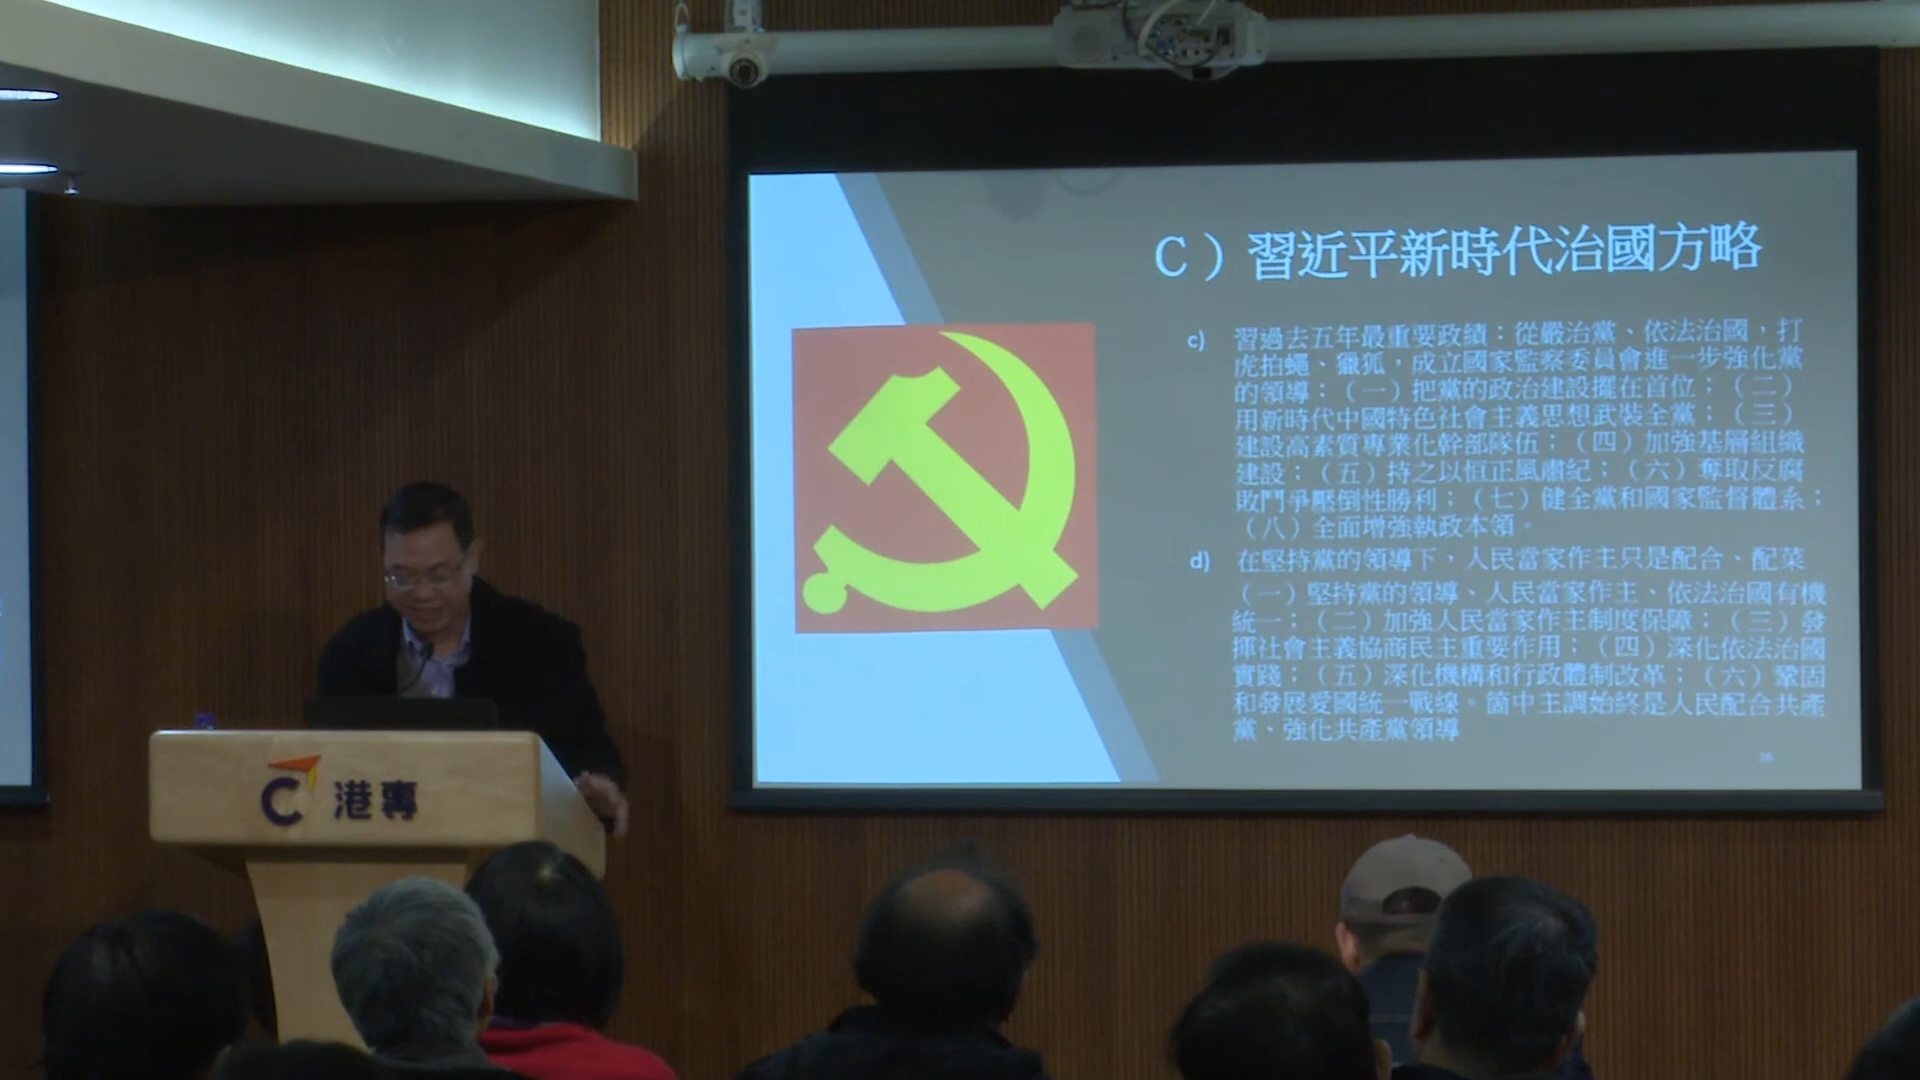 C）習近平新時代治國方略
c) 習過去五年最重要政績：從嚴治黨、依法治國，打
虎拍蠅、獵狐，成立國家監察委員會進一步強化黨
的領導：（一）把黨的政治建設擺在首位；（二）
用新時代中國特色社會主義思想武裝全黨；（三）
建設高素質專業化幹部隊伍；（四）加強基層組織
建設；（五）持之以恒正風肅紀；（六）奪取反腐
敗鬥爭壓倒性勝利；（七）健全黨和國家監督體系；
（八）全面增強執政本領。
d) 在堅持黨的領導下，人民當家作主只是配合、配菜
（一）堅持黨的領導、人民當家作主、依法治國有機
統一；（二）加強人民當家作主制度保障；（三）發
揮社會主義協商民主重要作用；（四）深化依法治國
實踐；（五）深化機構和行政體制改革；（六）鞏固
和發展愛國統一戰線。箇中主調始終是人民配合共產
黨、強化共產黨領導
港專